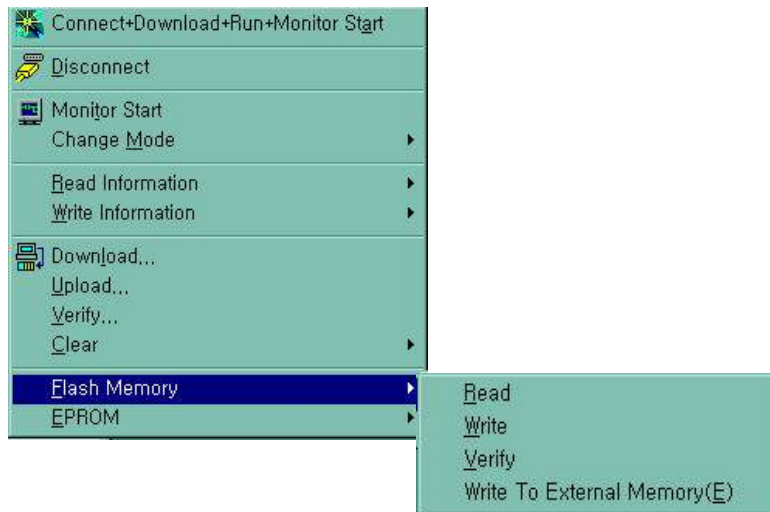 Connect+Download+Run+Monitor Start
Disconnect
Monitor Start
Change Mode
Read Information
Write Information
Download...
Upload...
Verify...
Clear
Flash Memory
EPROM
Read
Write
Verify
Write To External Memory(E)